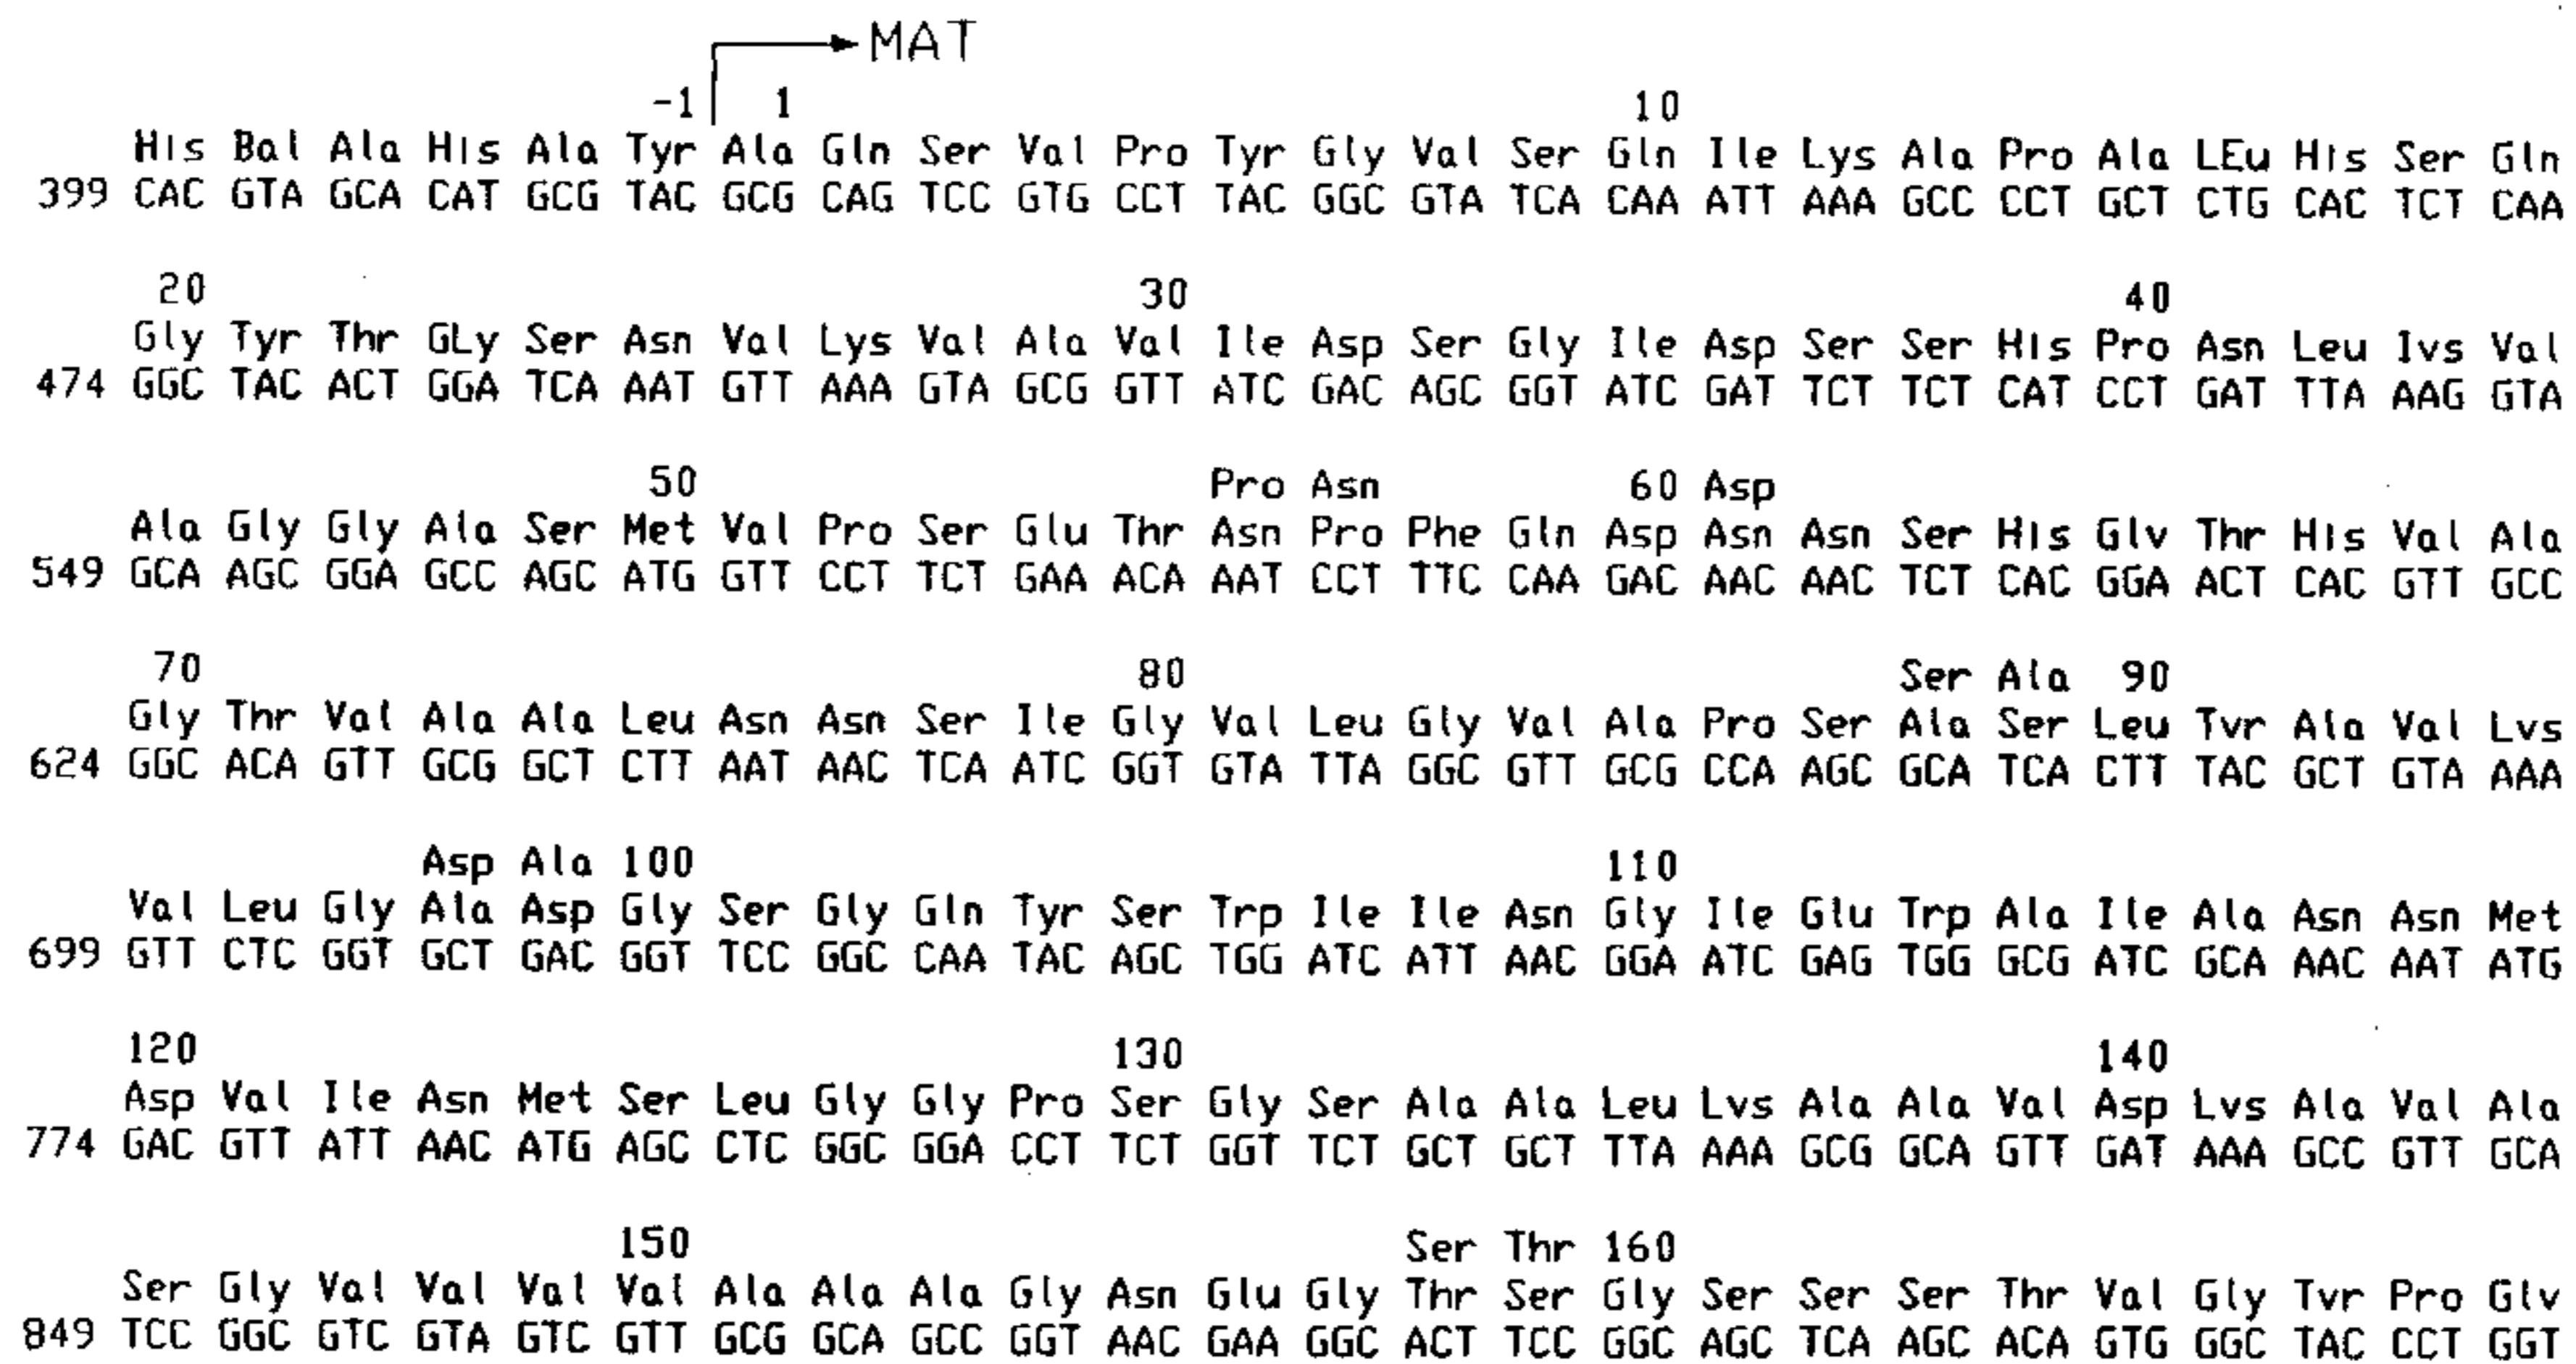 MAT
-1 1 10
His Bal Ala His Ala Tyr Ala Gln Ser Val Pro Tyr Gly Val Ser Gln Ile Lys Ala Pro Ala LEu His Ser Gln
399 CAC GTA GCA CAT GCG TAC GCG CAG TCC GTG CCT TAC GGC GTA TCA CAA ATT AAA GCC CCT GCT CTG CAC TCT CAA
20 30 40
Gly Tyr Thr GLy Ser Asn Val Lys Val Ala Val Ile Asp Ser Gly Ile Asp Ser Ser His Pro Asn Leu Ivs Val
474 GGC TAC ACT GGA TCA AAT GTT AAA GTA GCG GTT ATC GAC AGC GGT ATC GAT TCT TCT CAT CCT GAT TTA AAG GTA
50 Pro Asn 60 Asp
Ala Gly Gly Ala Ser Met Val Pro Ser Glu Thr Asn Pro Phe Gln Asp Asn Asn Ser His Glv Thr His Val Ala
549 GCA AGC GGA GCC AGC ATG GTT CCT TCT GAA ACA AAT CCT TTC CAA GAC AAC AAC TCT CAC GGA ACT CAC GTT GCC
70 80 Ser Ala 90
Gly Thr Val Ala Ala Leu Asn Asn Ser Ile Gly Val Leu Gly Val Ala Pro Ser Ala Ser Leu Tvr Ala Val Lvs
624 GGC ACA GTT GCG GCT CTT AAT AAC TCA ATC GGT GTA TTA GGC GTT GCG CCA AGC GCA TCA CTT TAC GCT GTA AAA
Asp Ala 100 110
Val Leu Gly Ala Asp Gly Ser Gly Gln Tyr Ser Trp Ile Ile Asn Gly Ile Glu Trp Ala Ile Ala Asn Asn Met
699 GTT CTC GGT GCT GAC GGT TCC GGC CAA TAC AGC TGG ATC ATT AAC GGA ATC GAG TGG GCG ATC GCA AAC AAT ATG
120 130 140
Asp Val Ile Asn Met Ser Leu Gly Gly Pro Ser Gly Ser Ala Ala Leu Lvs Ala Ala Val Asp Lvs Ala Val Ala
774 GAC GTT ATT AAC ATG AGC CTC GGC GGA CCT TCT GGT TCT GCT GCT TTA AAA GCG GCA GTT GAT AAA GCC GTT GCA
150 Ser Thr 160
Ser Gly Val Val Val Val Ala Ala Ala Gly Asn Glu Gly Thr Ser Gly Ser Ser Ser Thr Val Gly Tvr Pro Glv
849 TCC GGC GTC GTA GTC GTT GCG GCA GCC GGT AAC GAA GGC ACT TCC GGC AGC TCA AGC ACA GTG GGC TAC CCT GGT